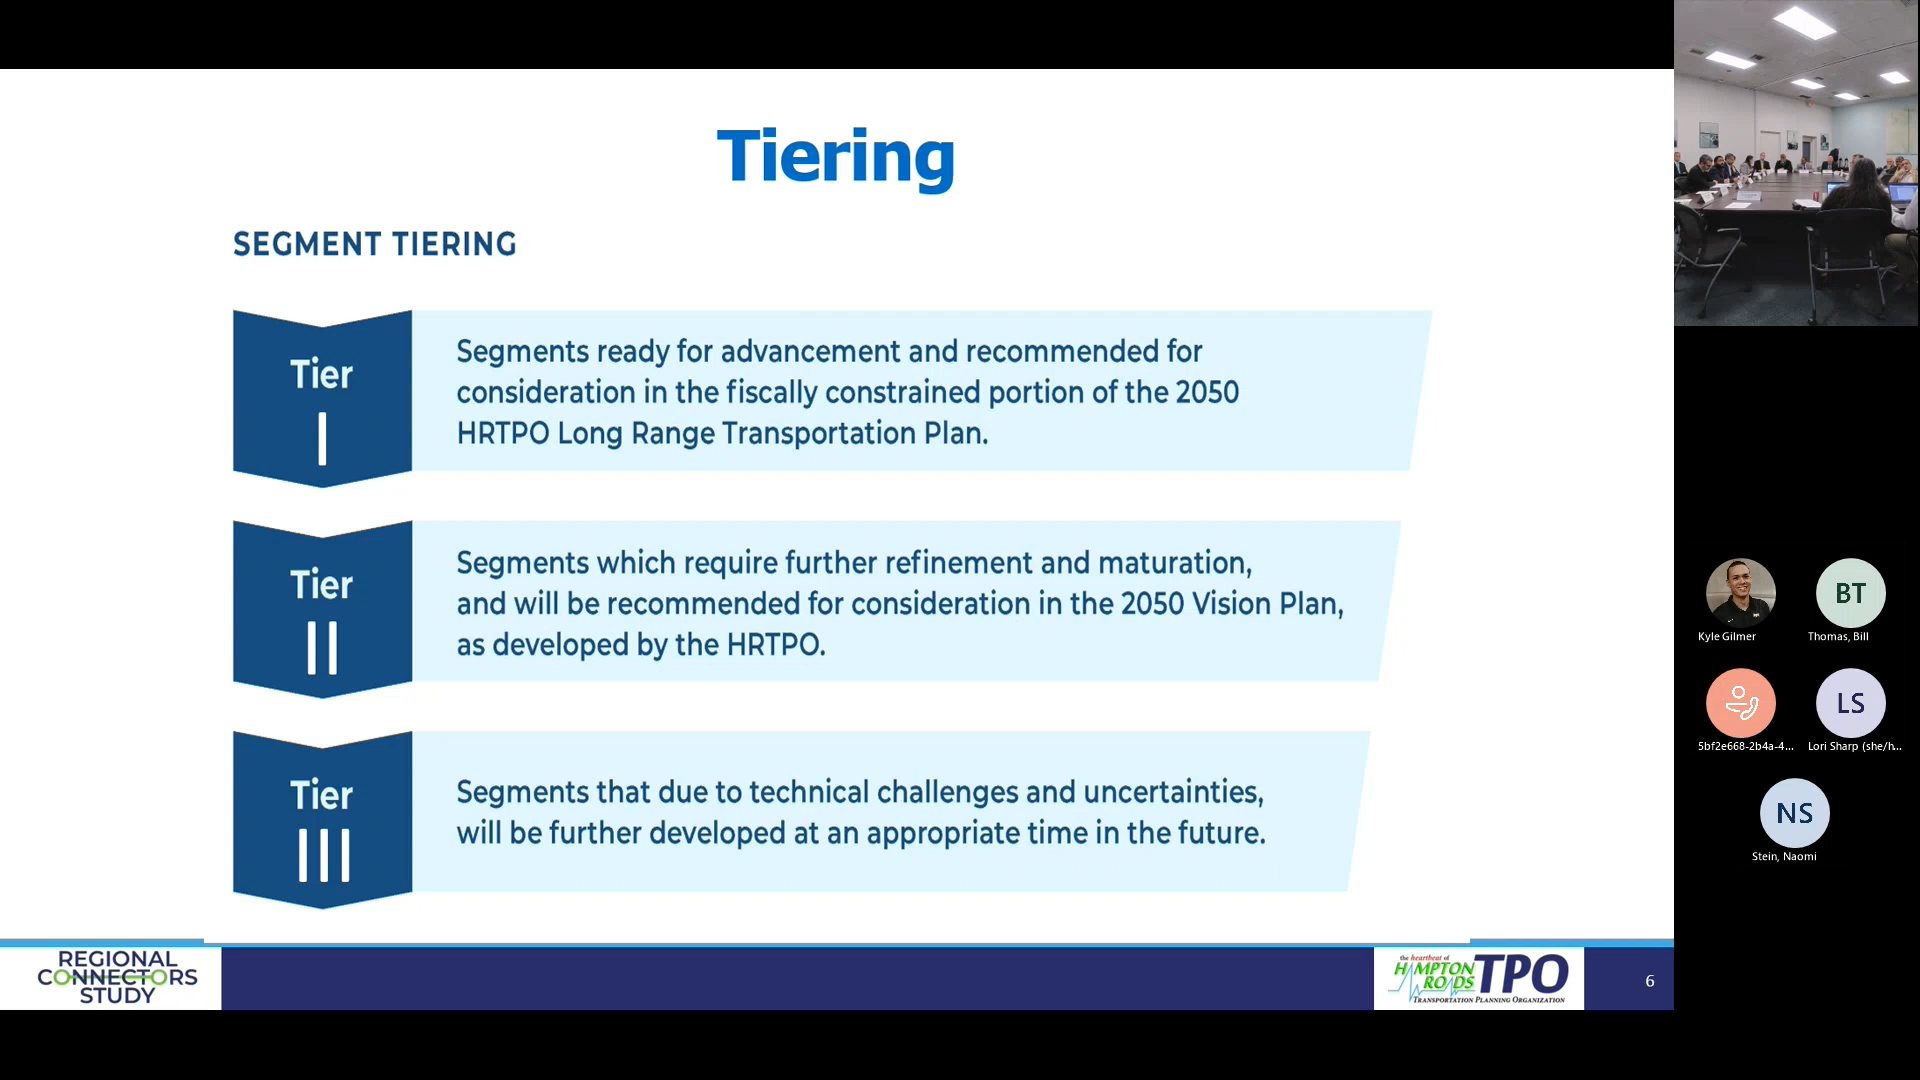 Tiering
SEGMENT TIERING
Tier
I
Segments ready for advancement and recommended for
consideration in the fiscally constrained portion of the 2050
HRTPO Long Range Transportation Plan.
Tier
II
Segments which require further refinement and maturation,
and will be recommended for consideration in the 2050 Vision Plan,
as developed by the HRTPO.
Tier
III
Segments that due to technical challenges and uncertainties,
will be further developed at an appropriate time in the future.
REGIONAL
CONNECTORS
STUDY
the heartbeat of
HAMPTON
ROADS
TPO
TRANSPORTATION PLANNING ORGANIZATION
6
Kyle Gilmer
BT
Thomas, Bill
5bf2e668-2b4a-4...
LS
Lori Sharp (she/h...
NS
Stein, Naomi